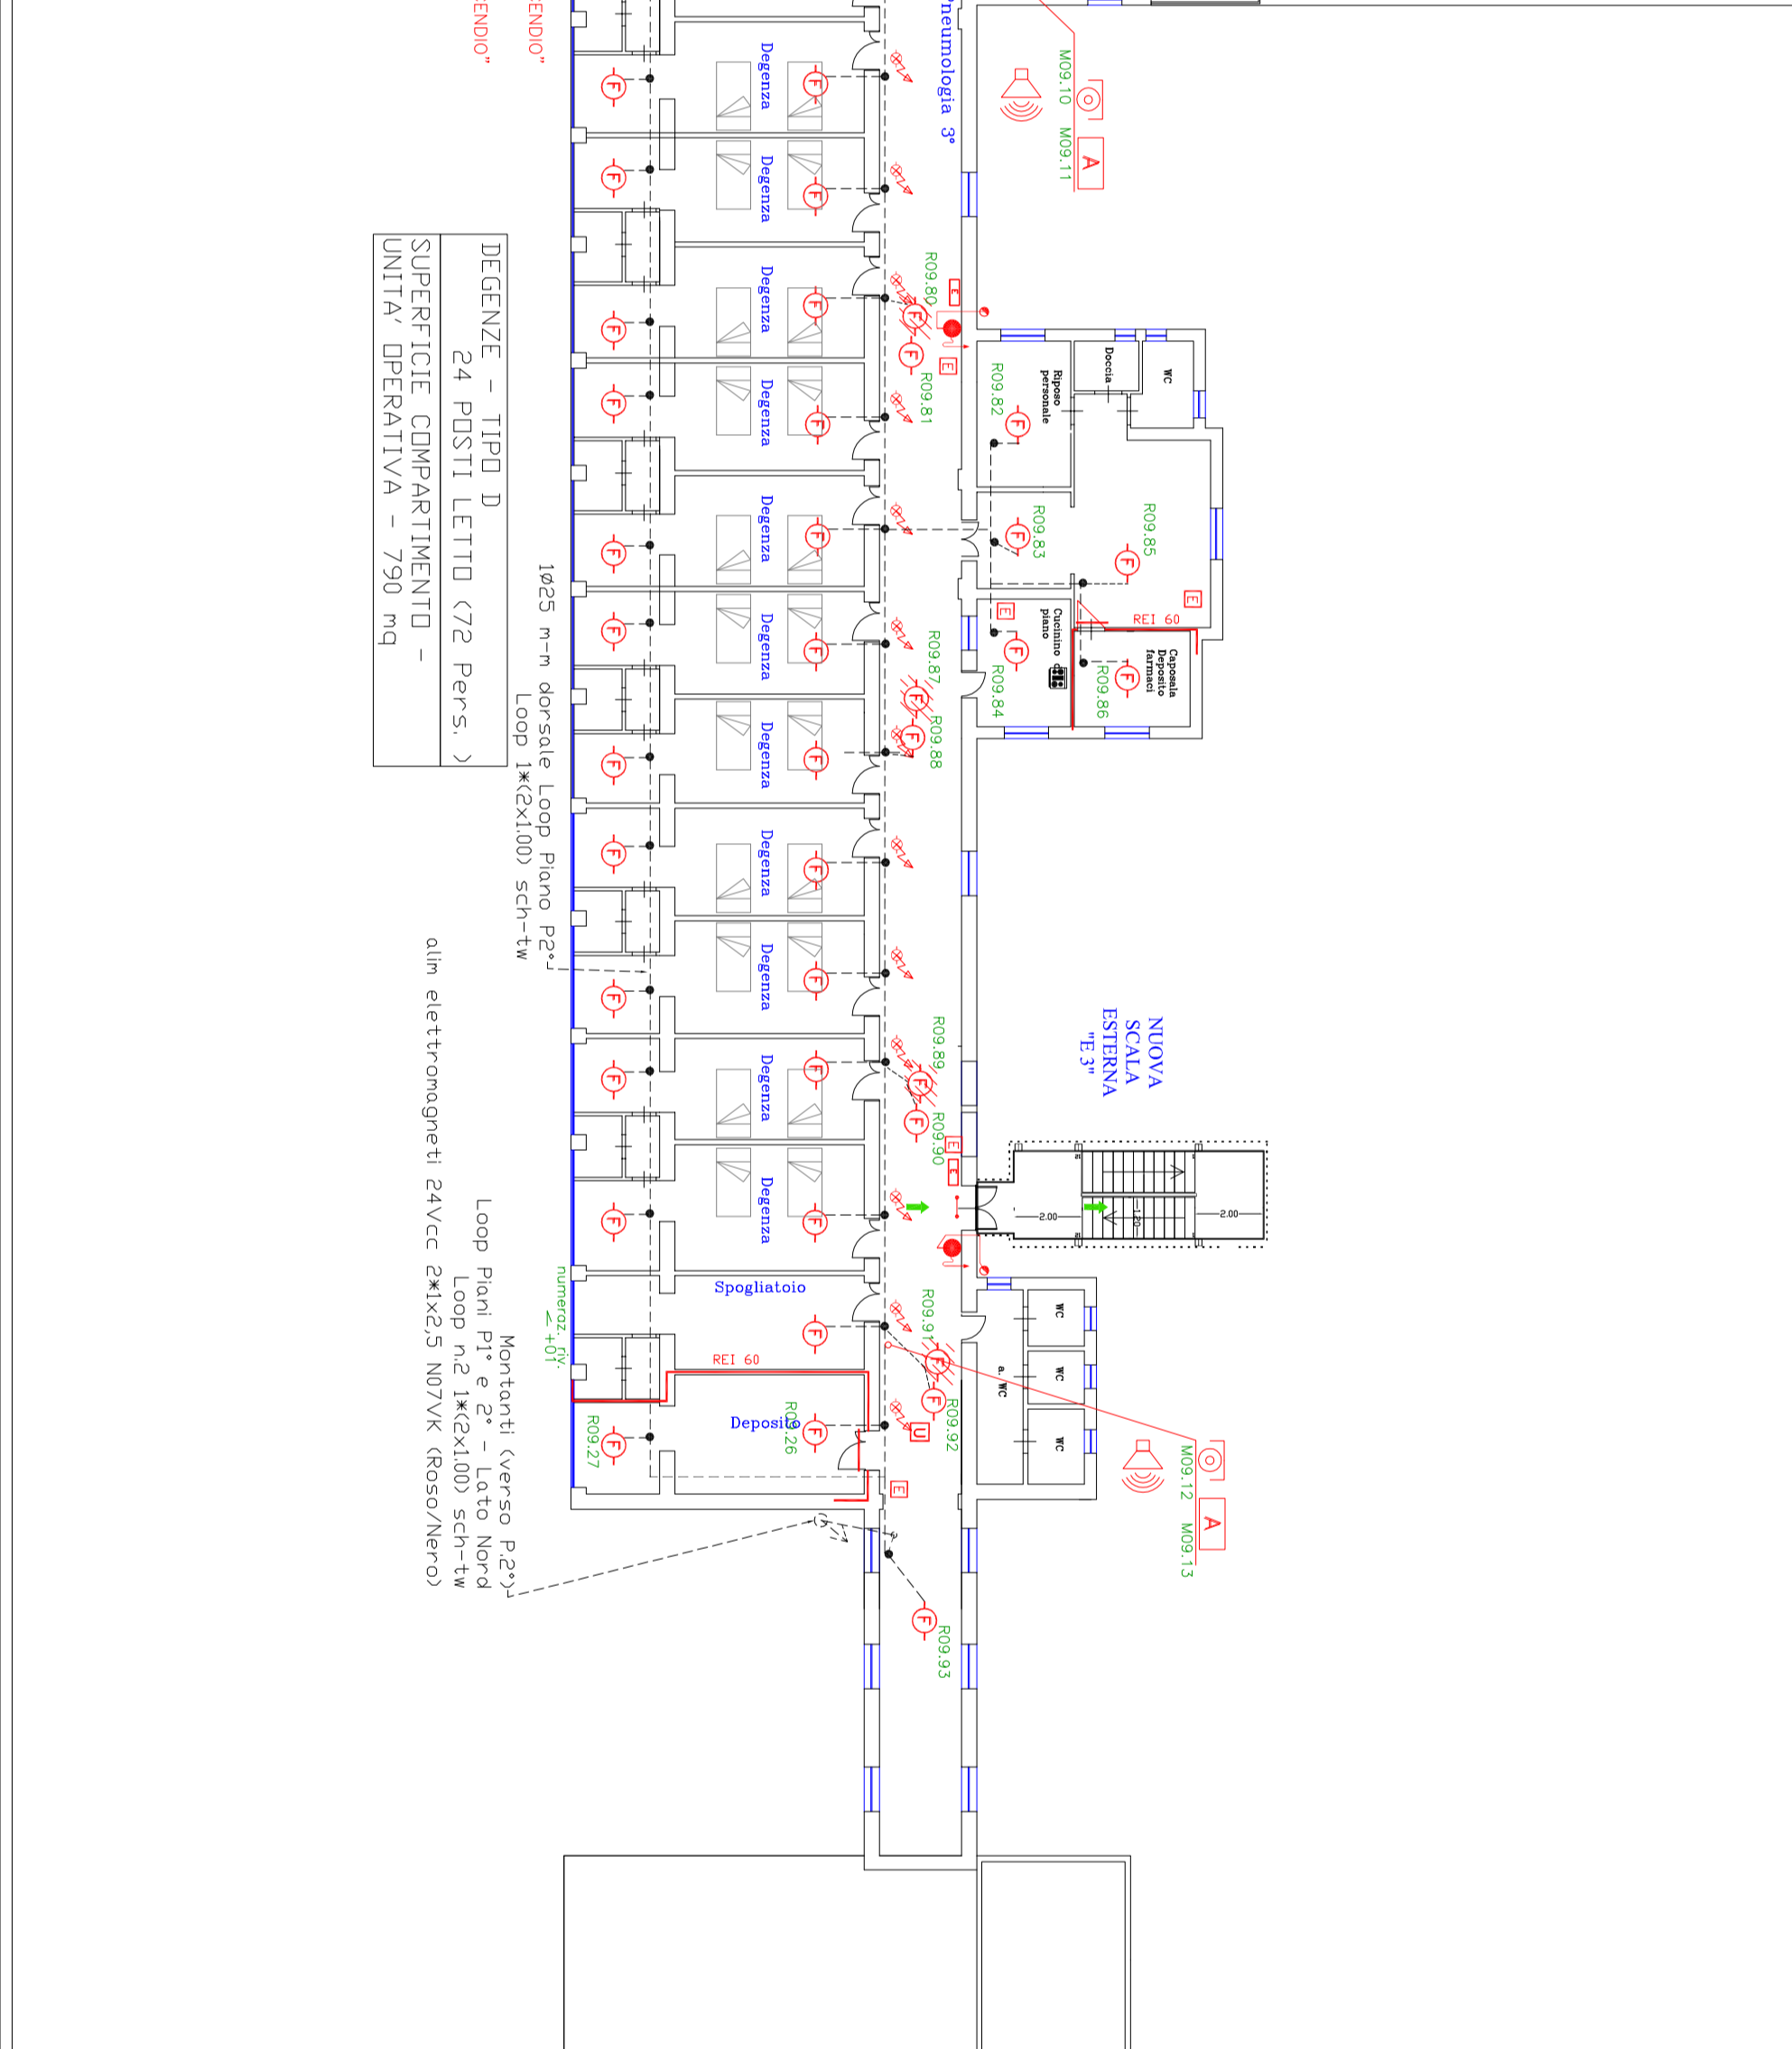 ENDIO"
ENDIO"
Pneumologia 3°
M09.10 M09.11
A
Degenza
Degenza
Degenza
Degenza
Degenza
Degenza
Degenza
Degenza
Degenza
Degenza
Degenza
Spogliatoio
Deposito
R09.80
R09.81
R09.82
R09.83
R09.84
R09.85
R09.86
R09.87
R09.88
R09.89
R09.90
R09.91
R09.92
R09.93
R09.26
R09.27
Riposo
personale
Doccia
WC
Cucinino
piano
Caposala
Deposito
farmaci
REI 60
REI 60
E
E
E
E
E
E
E
U
NUOVA
SCALA
ESTERNA
"E 3"
2.00
1.20
2.00
WC
WC
WC
a. WC
M09.12 M09.13
A
DEGENZE - TIPO D
24 POSTI LETTO (72 Pers. )
SUPERFICIE COMPARTIMENTO -
UNITA' OPERATIVA - 790 mq
1Ø25 m-m dorsale Loop Piano P2°
Loop 1*(2x1.00) sch-tw
numeraz. riv.
+01
Montanti (verso P.2°)
Loop Piani P1° e 2° - Lato Nord
Loop n.2 1*(2x1.00) sch-tw
alim elettromagneti 24Vcc 2*1x2,5 N07VK (Roso/Nero)